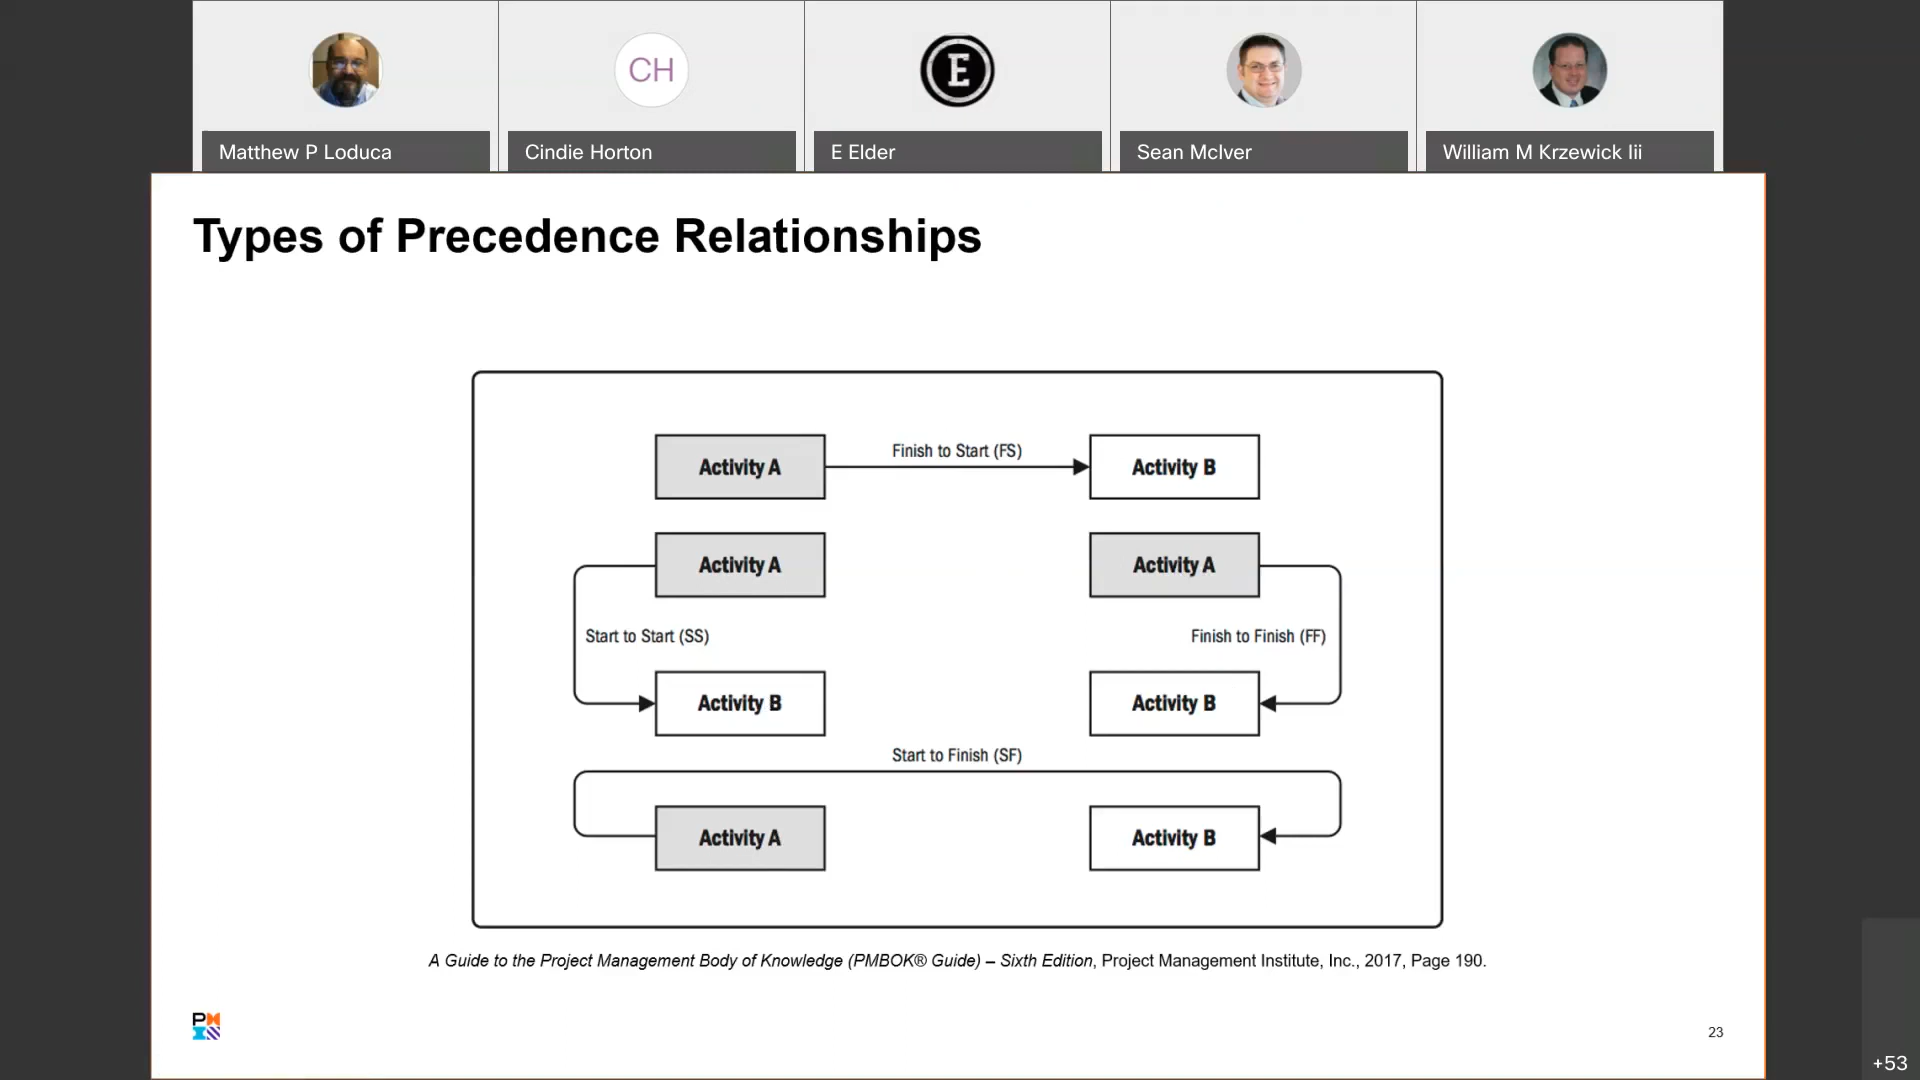 CH
E
Matthew P Loduca
Cindie Horton
E Elder
Sean McIver
William M Krzewick Iii
Types of Precedence Relationships
Activity A
Finish to Start (FS)
Activity B
Activity A
Activity A
Start to Start (SS)
Finish to Finish (FF)
Activity B
Activity B
Start to Finish (SF)
Activity A
Activity B
A Guide to the Project Management Body of Knowledge (PMBOK® Guide) – Sixth Edition, Project Management Institute, Inc., 2017, Page 190.
PMI
23
+53